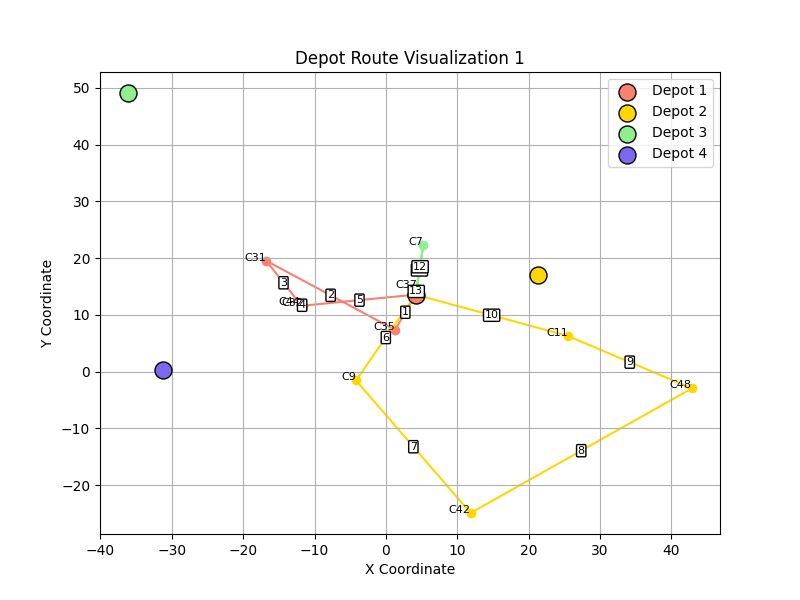 Depot Route Visualization 1
Depot 1
Depot 2
Depot 3
Depot 4
Y Coordinate
50
40
30
20
10
0
−10
−20
C7
12
C31
3
2
C37
13
4
5
1
10
C35
6
C11
9
C9
C48
7
8
C42
−40
−30
−20
−10
0
10
20
30
40
X Coordinate